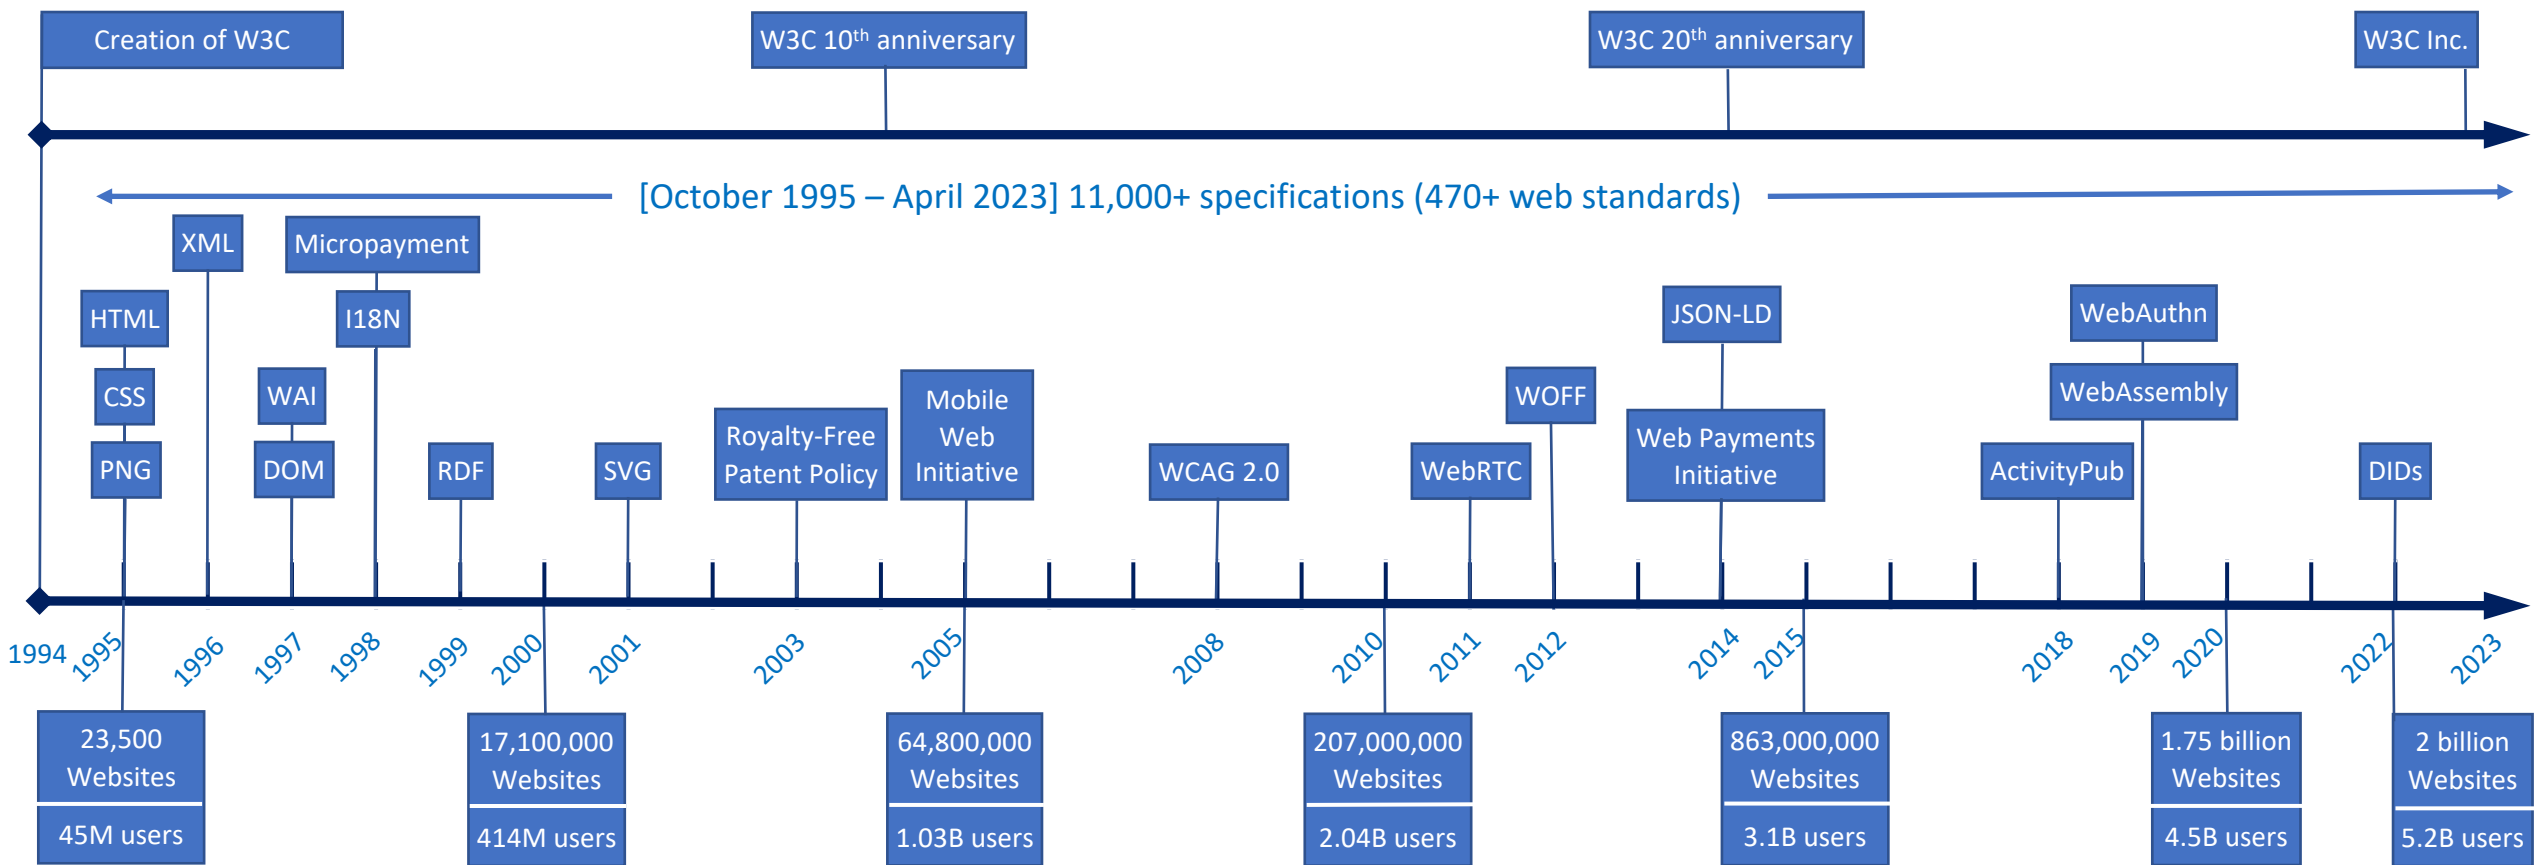 Creation of W3C
W3C 10th anniversary
W3C 20th anniversary
W3C Inc.
[October 1995 – April 2023] 11,000+ specifications (470+ web standards)
XML
Micropayment
HTML
I18N
JSON-LD
WebAuthn
CSS
WAI
Mobile
Web
Initiative
WOFF
WebAssembly
PNG
DOM
RDF
SVG
Royalty-Free
Patent Policy
WCAG 2.0
WebRTC
Web Payments
Initiative
ActivityPub
DIDs
1994
1995
1996
1997
1998
1999
2000
2001
2003
2005
2008
2010
2011
2012
2014
2015
2018
2019
2020
2022
2023
23,500
Websites
45M users
17,100,000
Websites
414M users
64,800,000
Websites
1.03B users
207,000,000
Websites
2.04B users
863,000,000
Websites
3.1B users
1.75 billion
Websites
4.5B users
2 billion
Websites
5.2B users